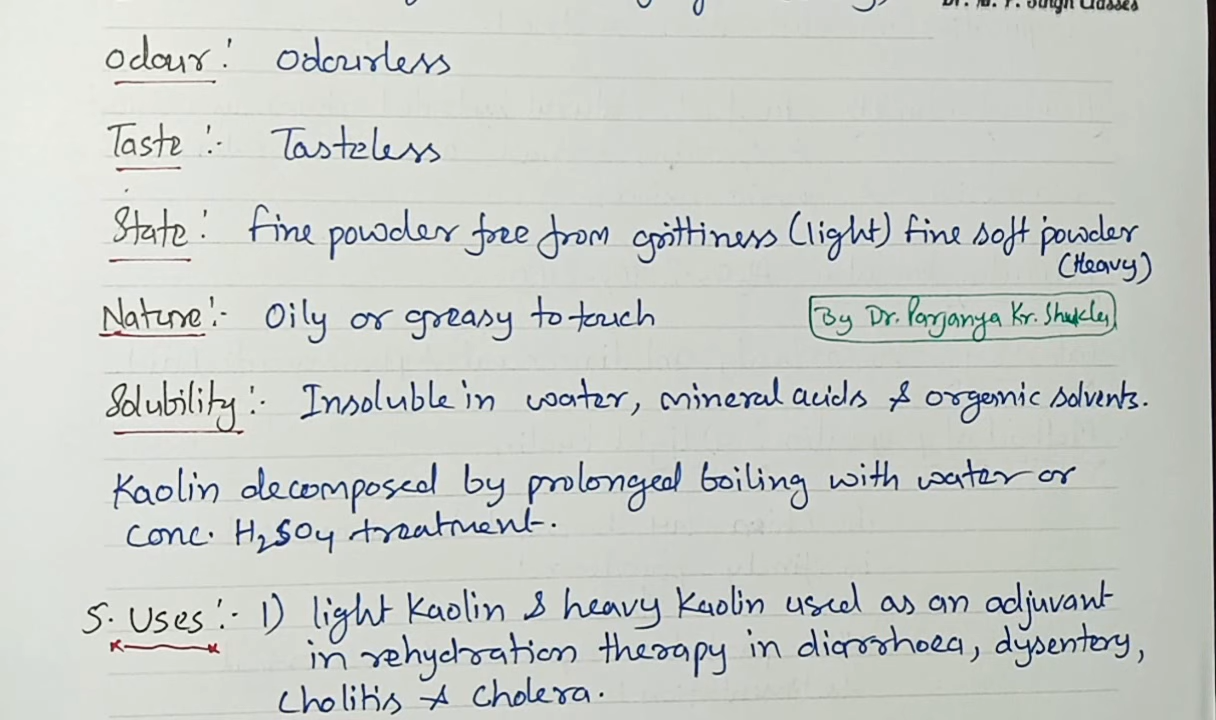 Dr. N. P. Singh Classes
Odour : Odourless
Taste :- Tasteless
State : fine powder free from grittiness (light) fine soft powder
(Heavy)
Nature :- Oily or greasy to touch
By Dr. Parjanya Kr. Shukla
Solubility :- Insoluble in water, mineral acids & organic solvents.
Kaolin decomposed by prolonged boiling with water or
conc. H₂SO₄ treatment.
5. Uses :- 1) light Kaolin & heavy Kaolin used as an adjuvant
in rehydration therapy in diarrhoea, dysentery,
cholitis & cholera.